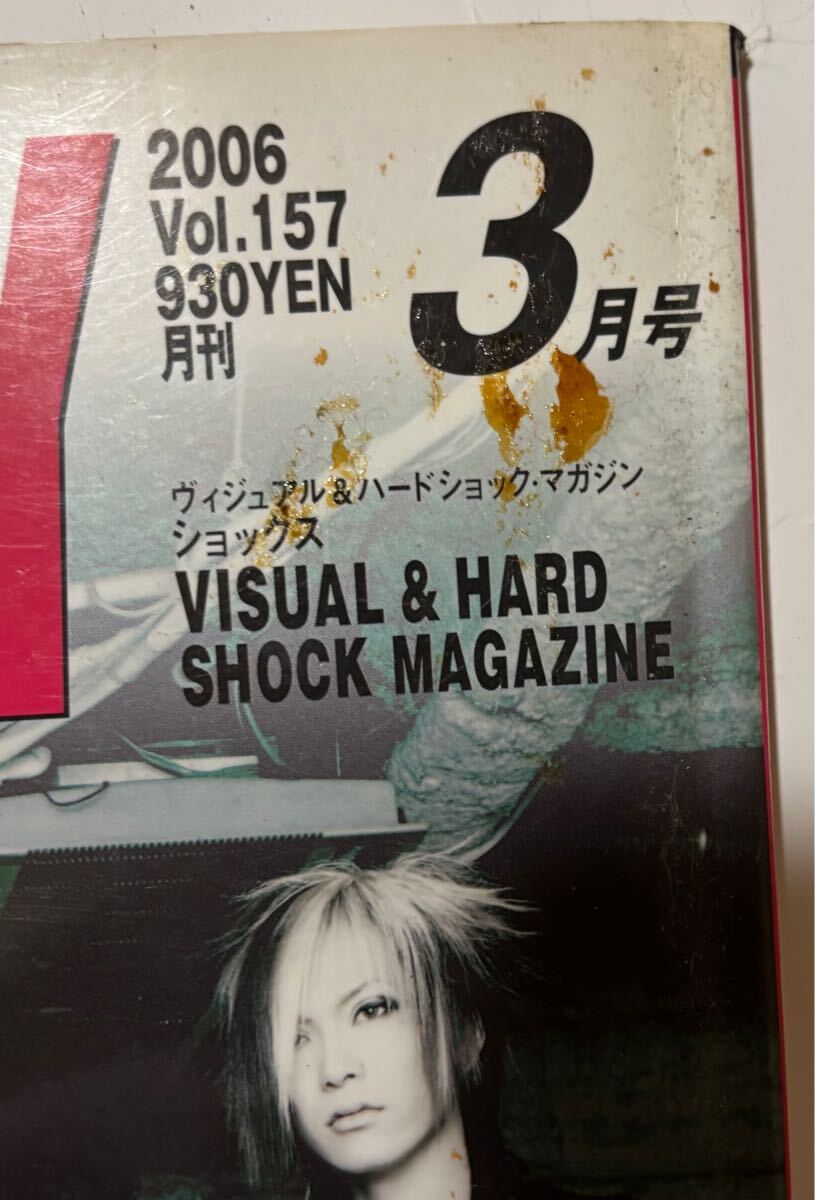 2006
Vol.157
930YEN
月刊
3月号
ヴィジュアル&ハードショック・マガジン
ショックス
VISUAL & HARD
SHOCK MAGAZINE